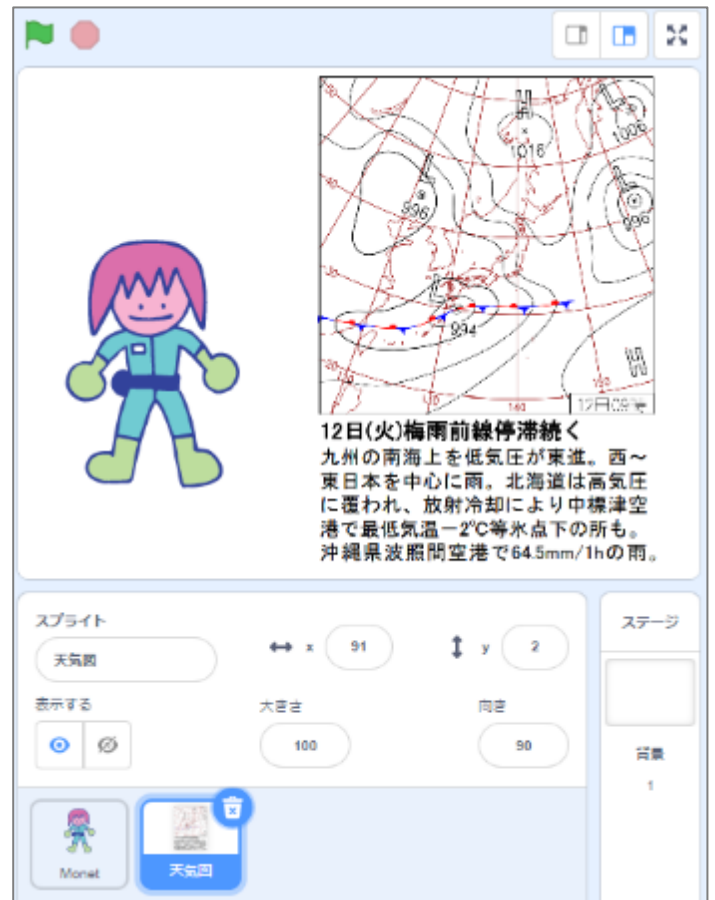 H
1016
L
1006
L
996
L
999
L
994
H
140
12日09時
12日(火)梅雨前線停滞続く
九州の南海上を低気圧が東進。西～
東日本を中心に雨。北海道は高気圧
に覆われ、放射冷却により中標津空
港で最低気温－2℃等氷点下の所も。
沖縄県波照間空港で64.5mm/1hの雨。
スプライト
天気図
x 91
y 2
表示する
大きさ
100
向き
90
ステージ
背景
1
Monet
天気図